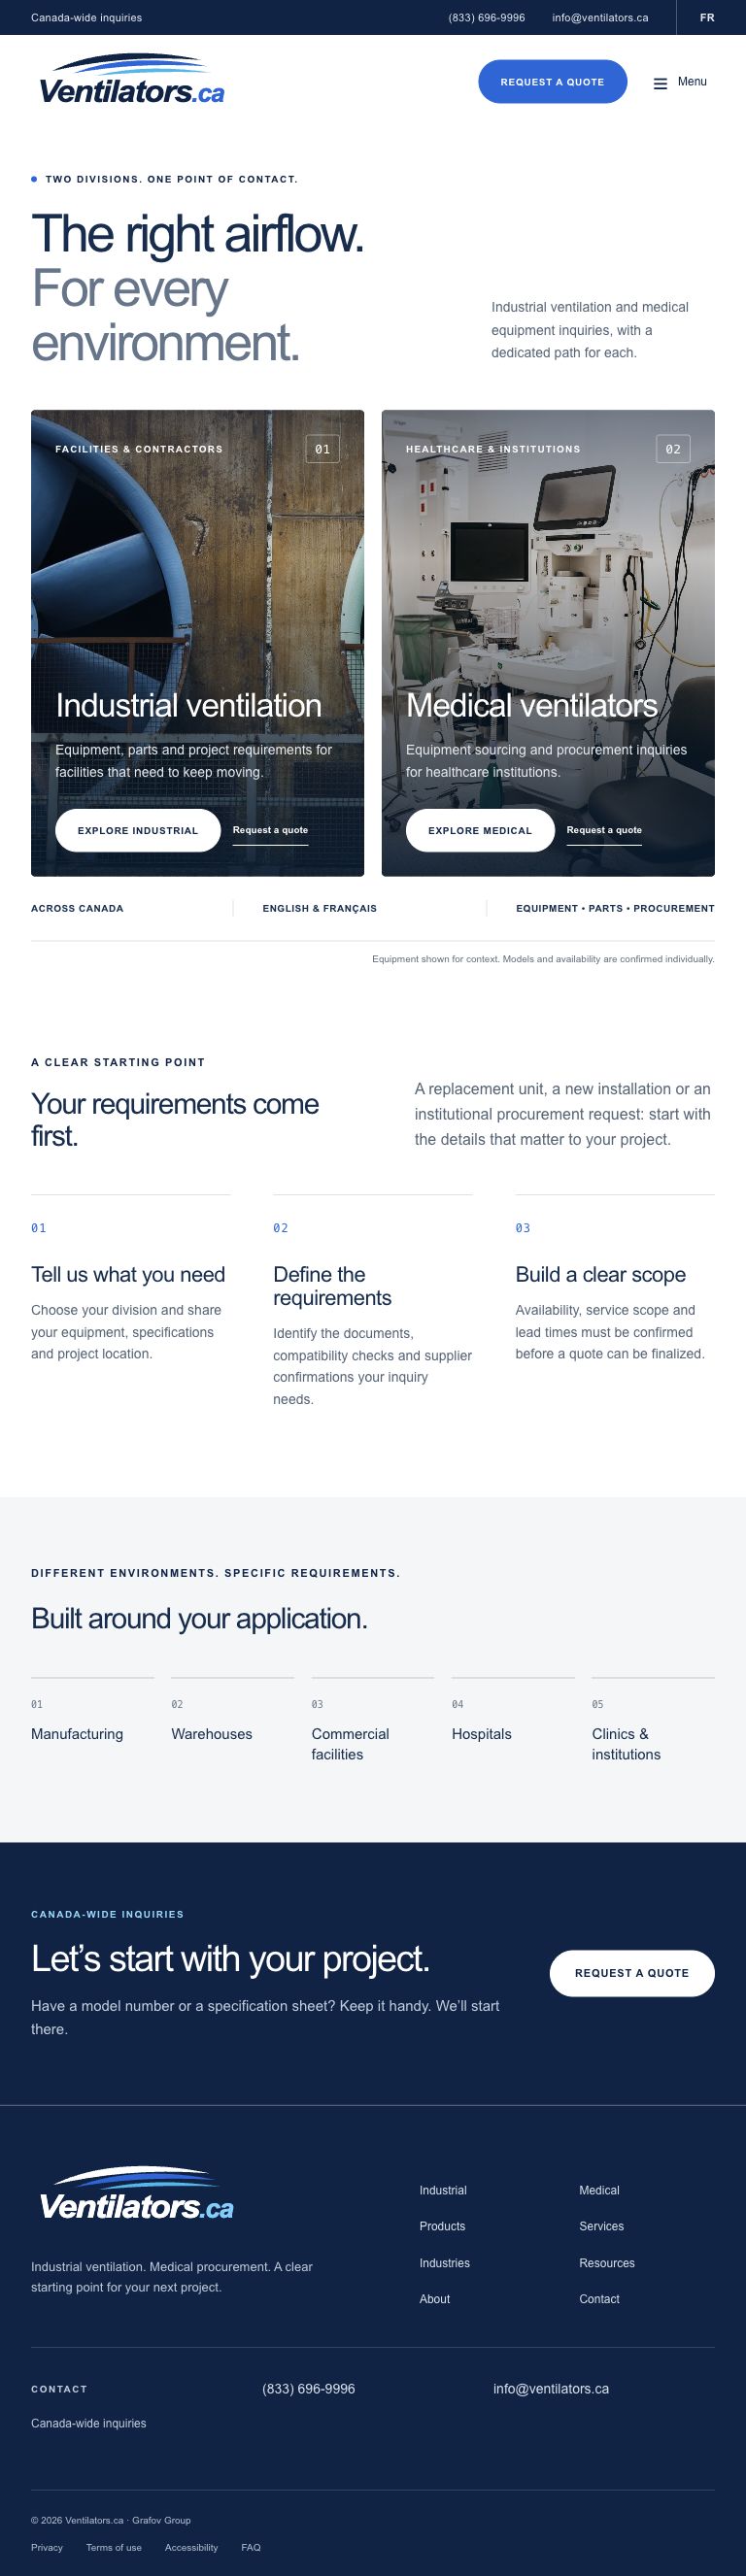 Canada-wide inquiries
(833) 696-9996
info@ventilators.ca
FR
Ventilators.ca
REQUEST A QUOTE
Menu
TWO DIVISIONS. ONE POINT OF CONTACT.
The right airflow.
For every
environment.
Industrial ventilation and medical
equipment inquiries, with a
dedicated path for each.
FACILITIES & CONTRACTORS
01
Industrial ventilation
Equipment, parts and project requirements for
facilities that need to keep moving.
EXPLORE INDUSTRIAL
Request a quote
HEALTHCARE & INSTITUTIONS
02
Medical ventilators
Equipment sourcing and procurement inquiries
for healthcare institutions.
EXPLORE MEDICAL
Request a quote
ACROSS CANADA
ENGLISH & FRANÇAIS
EQUIPMENT • PARTS • PROCUREMENT
Equipment shown for context. Models and availability are confirmed individually.
A CLEAR STARTING POINT
Your requirements come
first.
A replacement unit, a new installation or an
institutional procurement request: start with
the details that matter to your project.
01
Tell us what you need
Choose your division and share
your equipment, specifications
and project location.
02
Define the
requirements
Identify the documents,
compatibility checks and supplier
confirmations your inquiry
needs.
03
Build a clear scope
Availability, service scope and
lead times must be confirmed
before a quote can be finalized.
DIFFERENT ENVIRONMENTS. SPECIFIC REQUIREMENTS.
Built around your application.
01
Manufacturing
02
Warehouses
03
Commercial
facilities
04
Hospitals
05
Clinics &
institutions
CANADA-WIDE INQUIRIES
Let’s start with your project.
Have a model number or a specification sheet? Keep it handy. We’ll start
there.
REQUEST A QUOTE
Ventilators.ca
Industrial ventilation. Medical procurement. A clear
starting point for your next project.
Industrial
Medical
Products
Services
Industries
Resources
About
Contact
CONTACT
(833) 696-9996
info@ventilators.ca
Canada-wide inquiries
© 2026 Ventilators.ca · Grafov Group
Privacy
Terms of use
Accessibility
FAQ